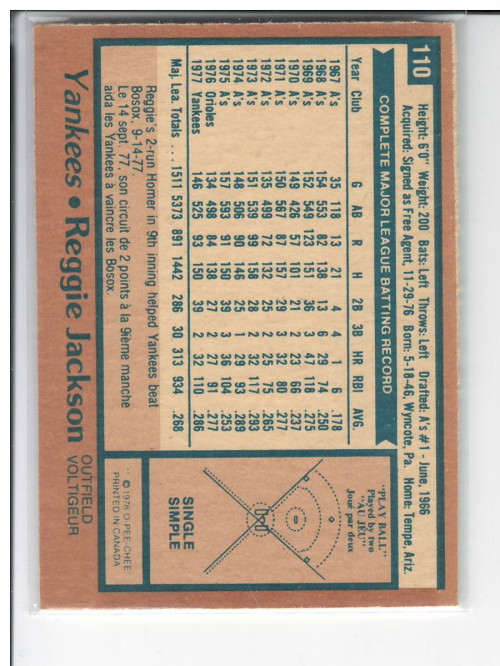 110
Height: 6'0" Weight: 200 Bats: Left Throws: Left Drafted: A's #1 - June, 1966
Acquired: Signed as Free Agent, 11-29-76 Born: 5-18-46, Wyncote, Pa. Home: Tempe, Ariz.
COMPLETE MAJOR LEAGUE BATTING RECORD
Year Club G AB R H 2B 3B HR RBI AVG.
1967 A's 35 118 13 21 4 4 1 6 .178
1968 A's 154 553 82 138 13 6 29 74 .250
1969 A's 152 549 123 151 36 3 47 118 .275
1970 A's 149 426 57 101 21 2 23 66 .237
1971 A's 150 567 87 157 29 3 32 80 .277
1972 A's 135 499 72 132 25 2 25 75 .265
1973 A's 151 539 99 158 28 2 32 117 .293
1974 A's 148 506 90 146 25 1 29 93 .289
1975 A's 157 593 91 150 39 3 36 104 .253
1976 Orioles 134 498 84 138 27 2 27 91 .277
1977 Yankees 146 525 93 150 39 2 32 110 .286
Maj. Lea. Totals . . . 1511 5373 891 1442 286 30 313 934 .268
Reggie's 2-run Homer in 9th inning helped Yankees beat
Bosox, 9-14-77.
Le 14 sept. 77, son circuit de 2 points à la 9ième manche
aida les Yankees à vaincre les Bosox.
Yankees • Reggie Jackson
OUTFIELD
VOLTIGEUR
"PLAY BALL"
Played by two
"AU JEU"
Joué par deux
SINGLE
SIMPLE
** © 1978 O-PEE-CHEE
PRINTED IN CANADA